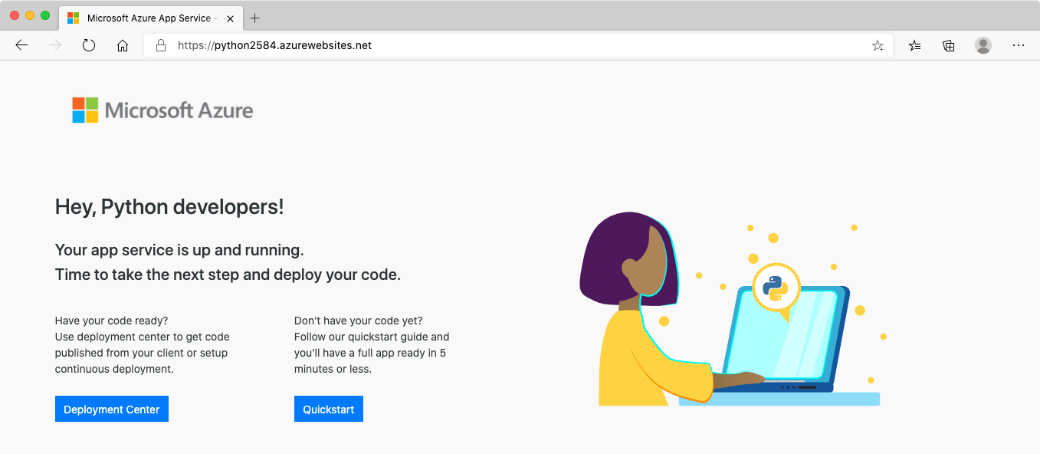 Microsoft Azure App Service -
https://python2584.azurewebsites.net
Microsoft Azure
Hey, Python developers!
Your app service is up and running.
Time to take the next step and deploy your code.
Have your code ready?
Use deployment center to get code
published from your client or setup
continuous deployment.
Deployment Center
Don't have your code yet?
Follow our quickstart guide and
you'll have a full app ready in 5
minutes or less.
Quickstart